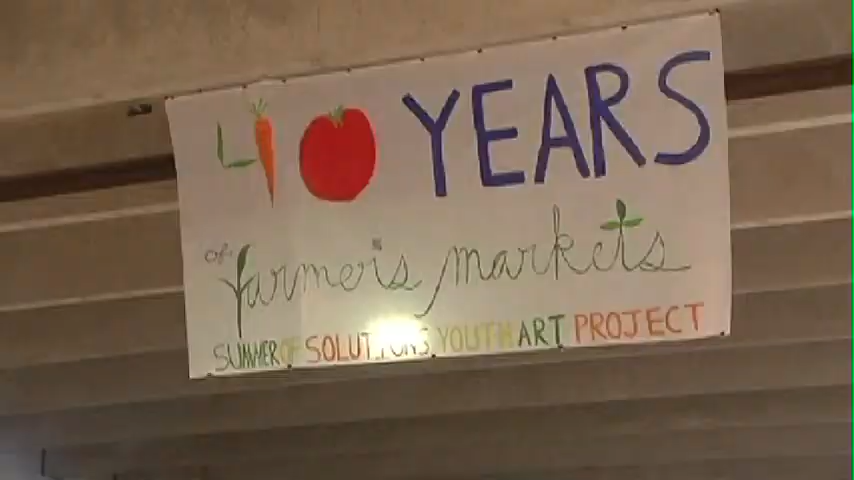 40 YEARS
of farmer's markets
SUMMER OF SOLUTIONS YOUTH ART PROJECT